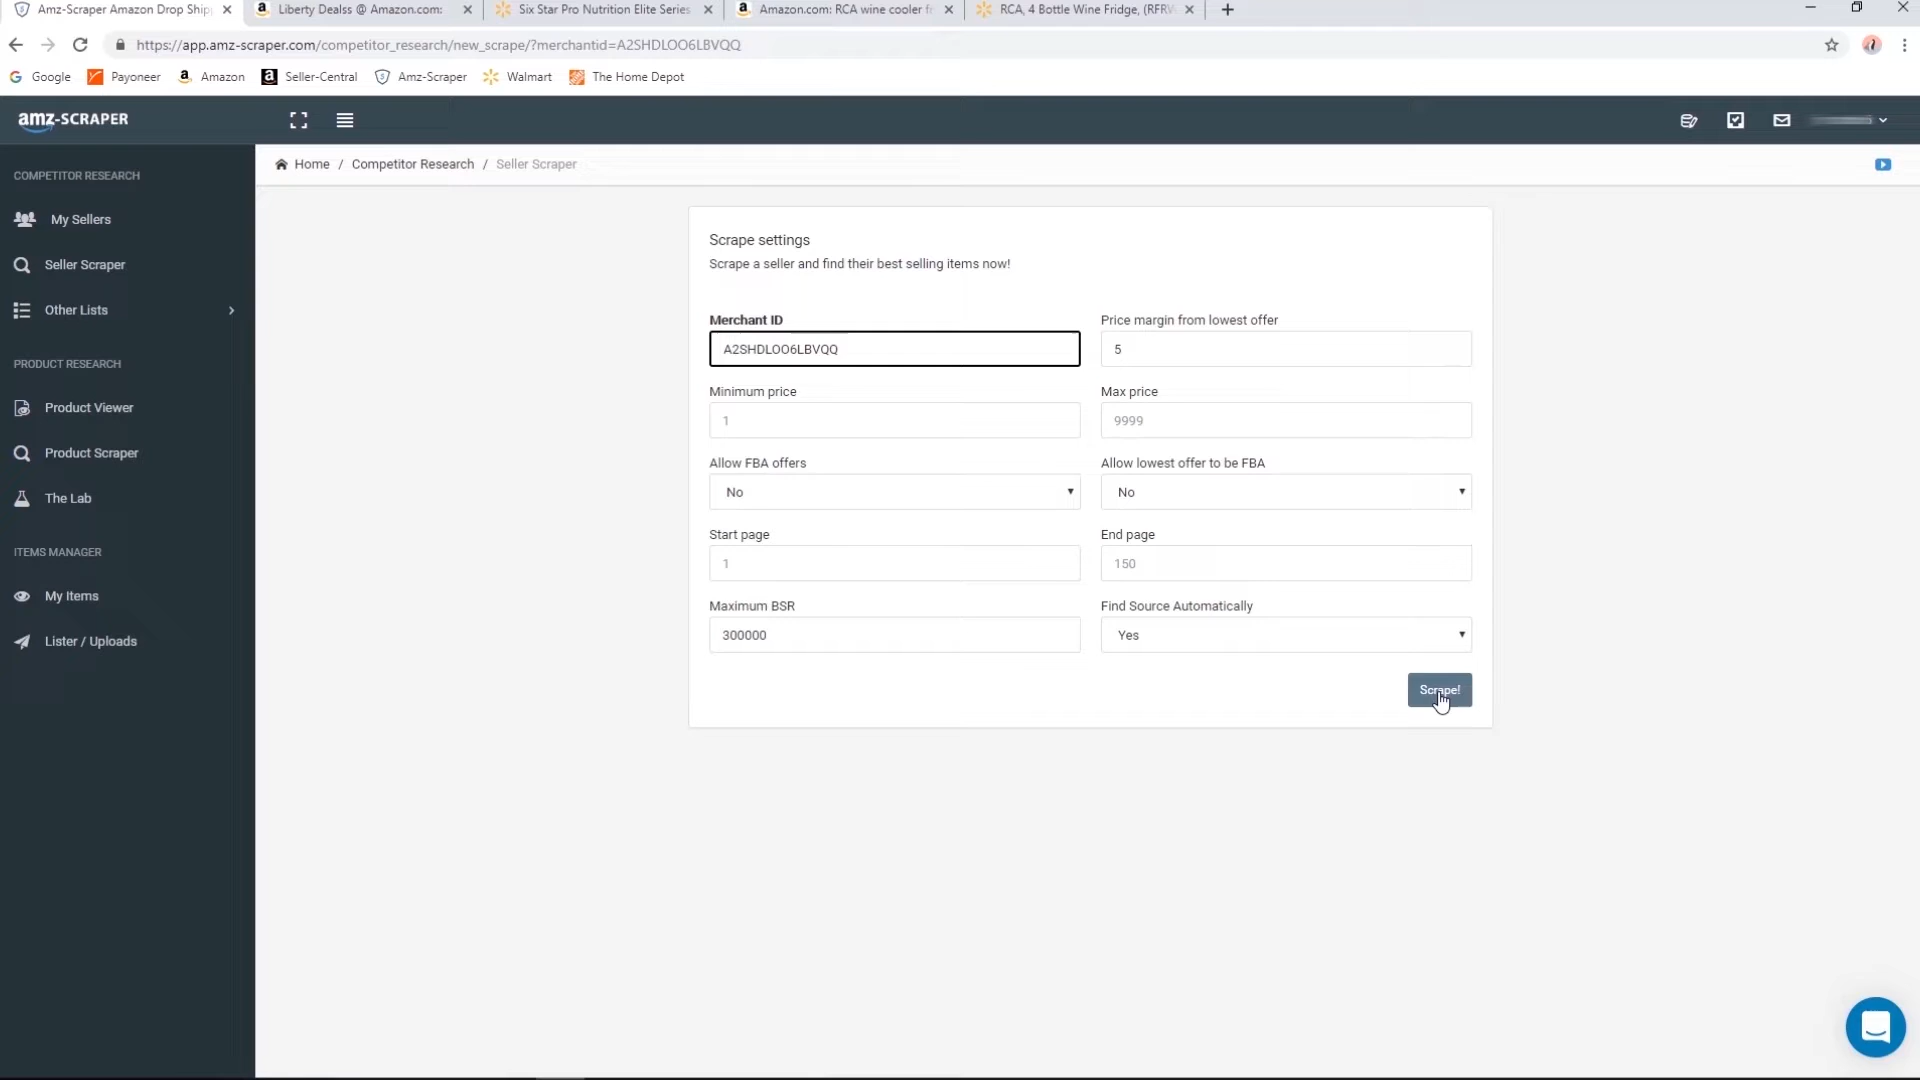 Amz-Scraper Amazon Drop Ship
Liberty Dealss @ Amazon.com:
Six Star Pro Nutrition Elite Series
Amazon.com: RCA wine cooler fr
RCA, 4 Bottle Wine Fridge, (RFRW
https://app.amz-scraper.com/competitor_research/new_scrape/?merchantid=A2SHDLOO6LBVQQ
Google Payoneer Amazon Seller-Central Amz-Scraper Walmart The Home Depot
amz-SCRAPER
Home / Competitor Research / Seller Scraper
COMPETITOR RESEARCH
My Sellers
Seller Scraper
Other Lists
PRODUCT RESEARCH
Product Viewer
Product Scraper
The Lab
ITEMS MANAGER
My Items
Lister / Uploads
Scrape settings
Scrape a seller and find their best selling items now!
Merchant ID Price margin from lowest offer
A2SHDLOO6LBVQQ 5
Minimum price Max price
1 9999
Allow FBA offers Allow lowest offer to be FBA
No No
Start page End page
1 150
Maximum BSR Find Source Automatically
300000 Yes
Scrape!